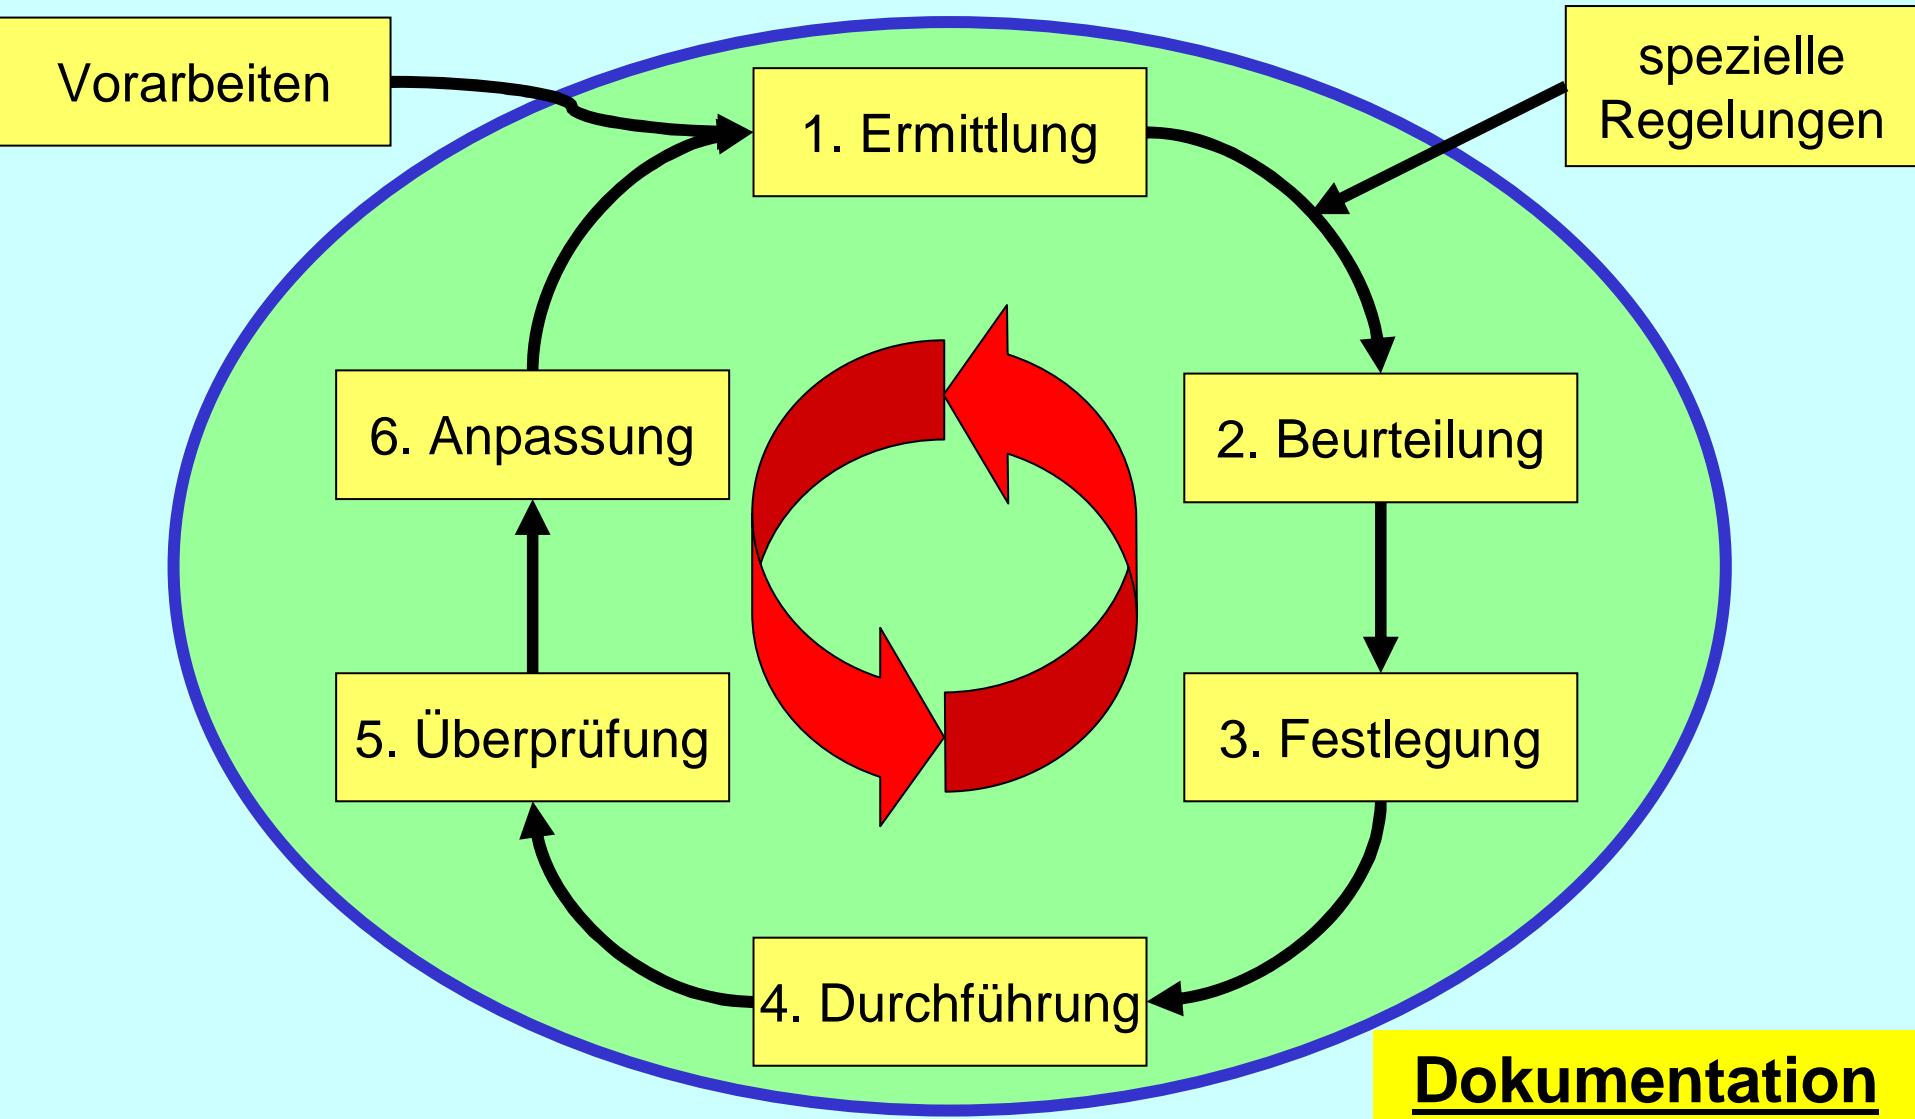 Vorarbeiten
spezielle
Regelungen
1. Ermittlung
6. Anpassung
2. Beurteilung
5. Überprüfung
3. Festlegung
4. Durchführung
Dokumentation